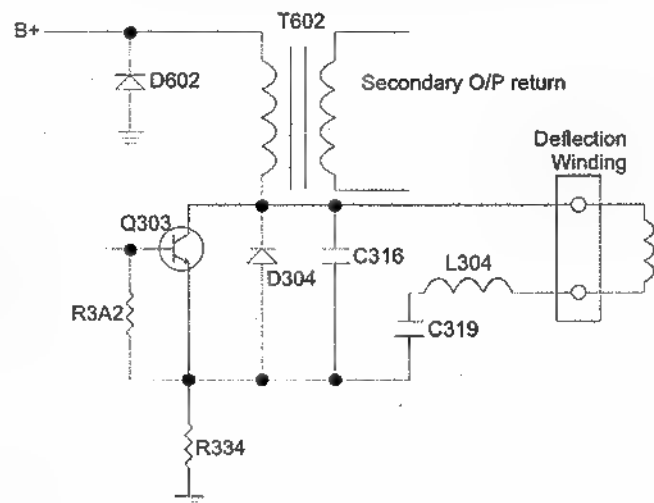 T602
B+
D602
Secondary O/P return
Deflection
Winding
Q303
D304
C316
L304
R3A2
C319
R334